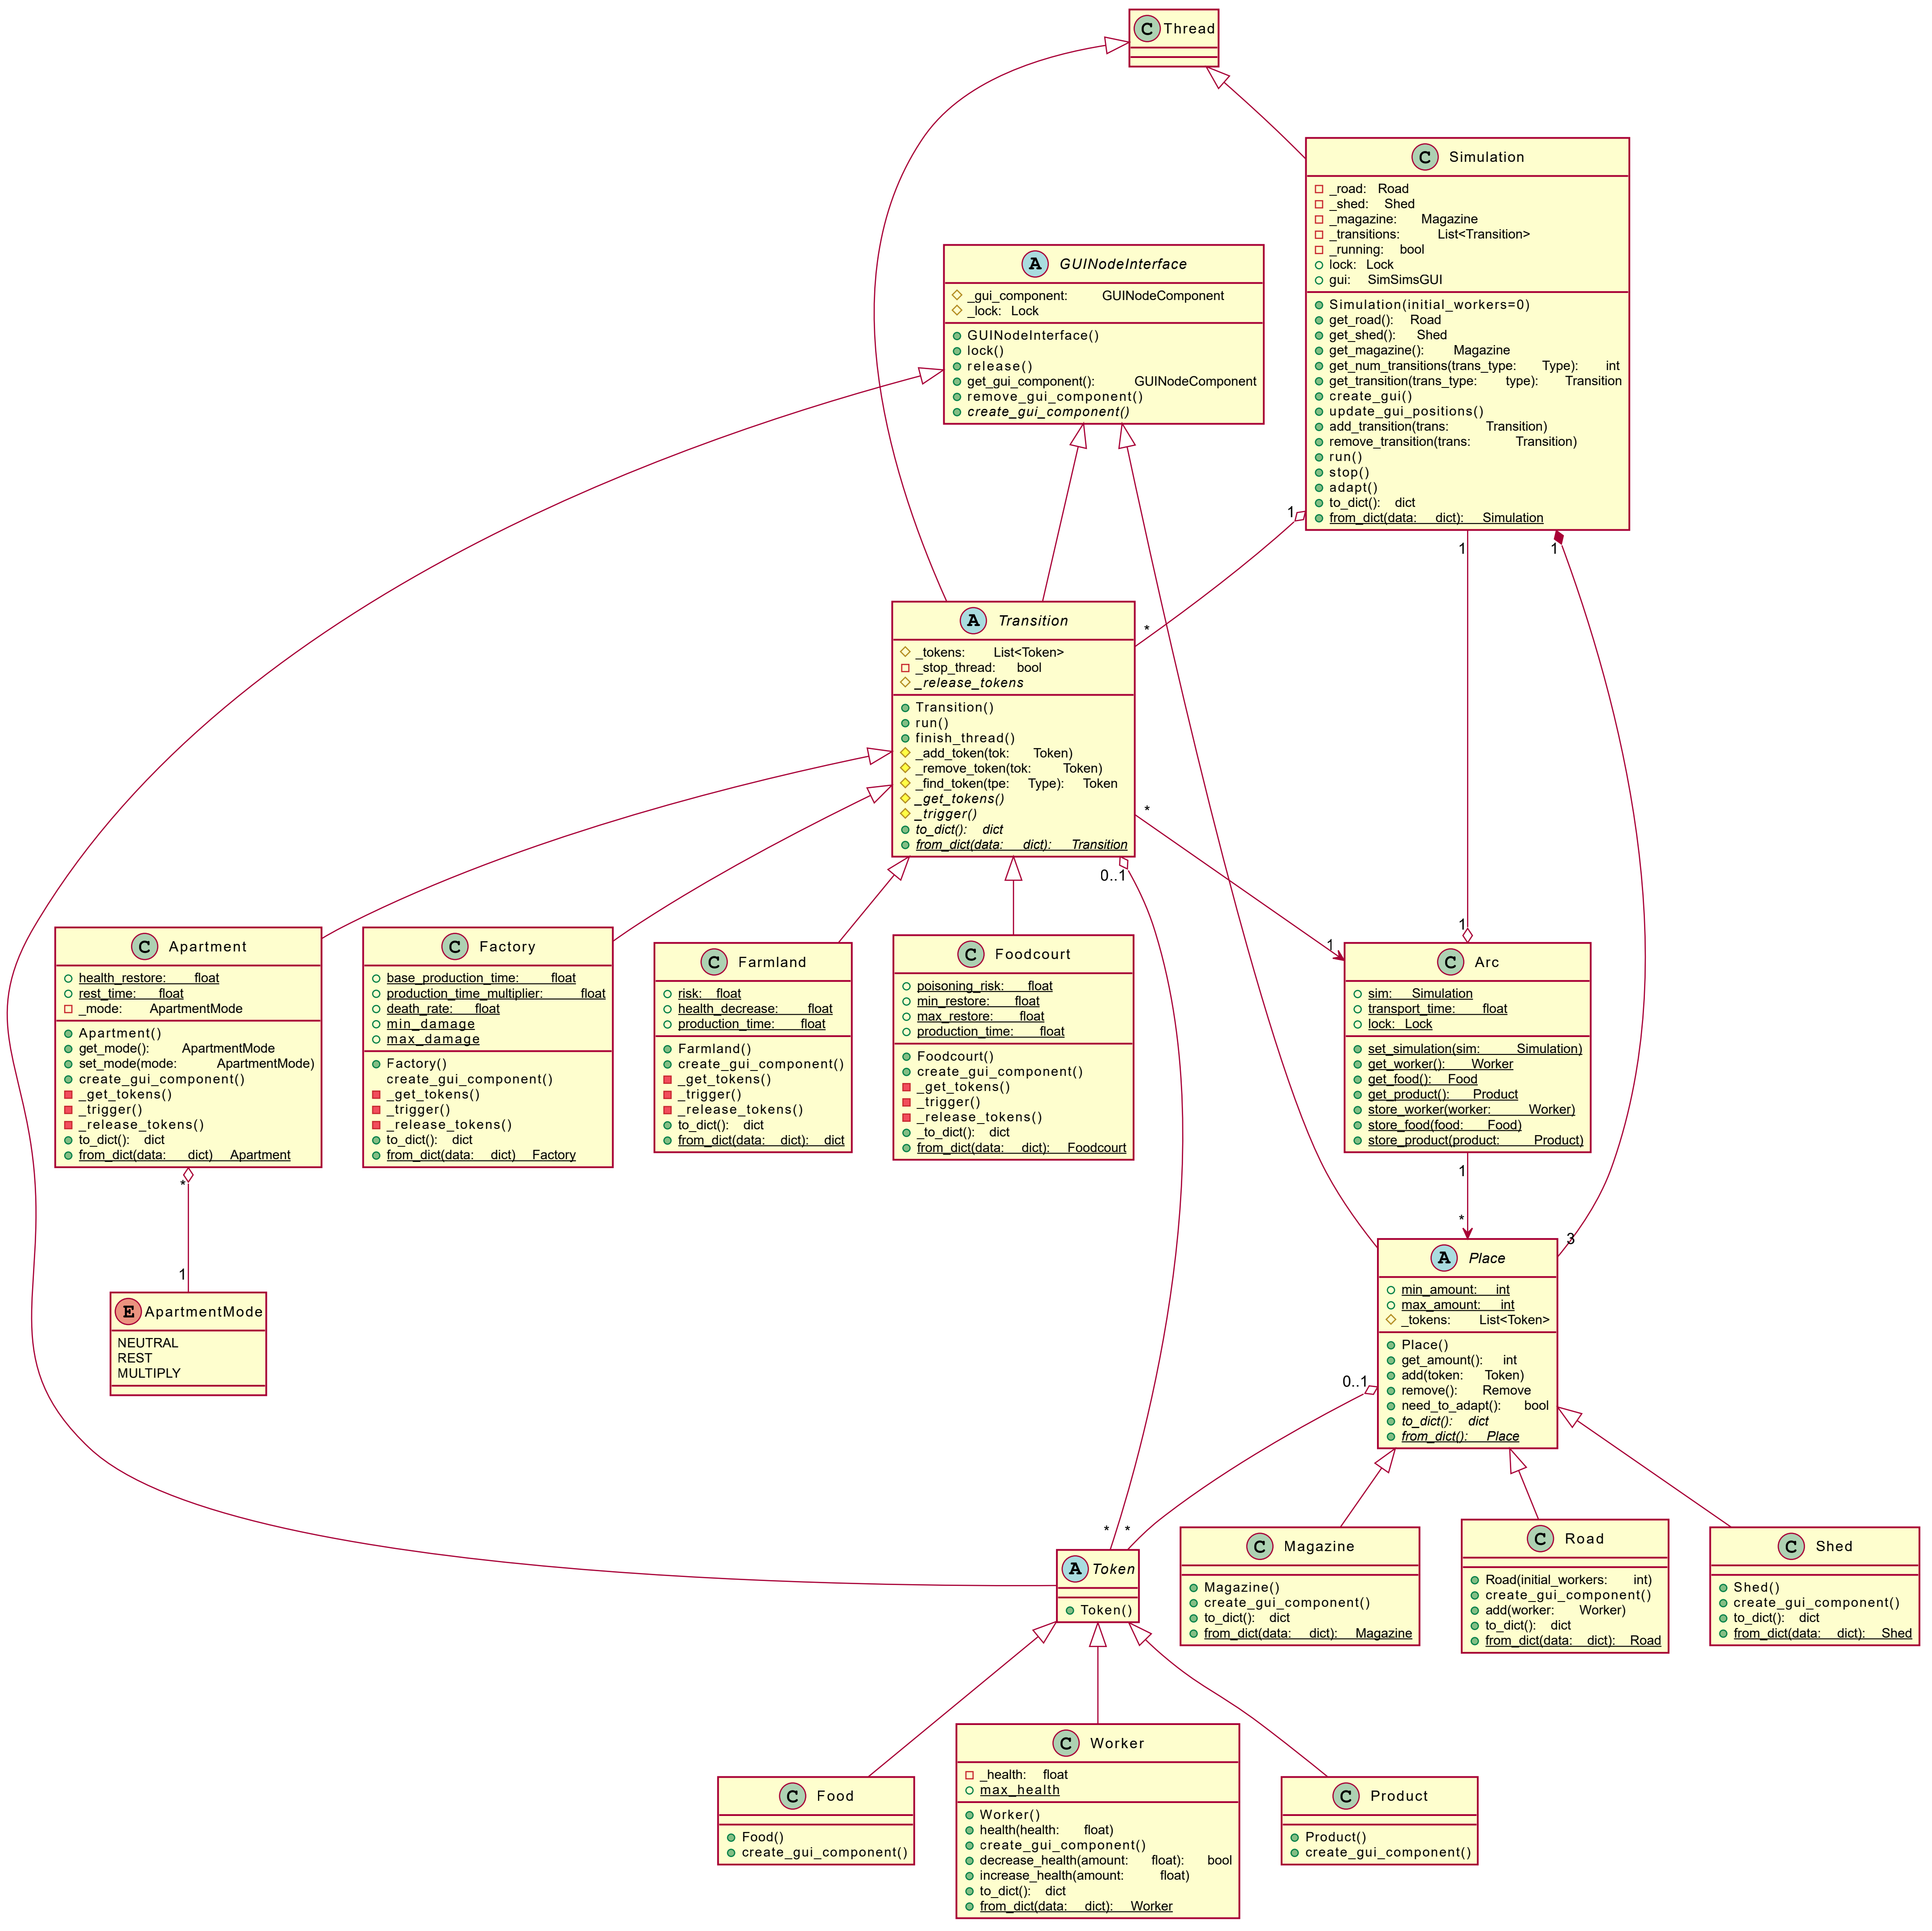 C Thread
C Simulation
_road: Road
_shed: Shed
_magazine: Magazine
_transitions: List<Transition>
_running: bool
lock: Lock
gui: SimSimsGUI
Simulation(initial_workers=0)
get_road(): Road
get_shed(): Shed
get_magazine(): Magazine
get_num_transitions(trans_type: Type): int
get_transition(trans_type: type): Transition
create_gui()
update_gui_positions()
add_transition(trans: Transition)
remove_transition(trans: Transition)
run()
stop()
adapt()
to_dict(): dict
from_dict(data: dict): Simulation
A GUINodeInterface
_gui_component: GUINodeComponent
_lock: Lock
GUINodeInterface()
lock()
release()
get_gui_component(): GUINodeComponent
remove_gui_component()
create_gui_component()
1
1
1
*
A Transition
_tokens: List<Token>
_stop_thread: bool
_release_tokens
Transition()
run()
finish_thread()
_add_token(tok: Token)
_remove_token(tok: Token)
_find_token(tpe: Type): Token
_get_tokens()
_trigger()
to_dict(): dict
from_dict(data: dict): Transition
*
0..1
1
1
C Apartment
health_restore: float
rest_time: float
_mode: ApartmentMode
Apartment()
get_mode(): ApartmentMode
set_mode(mode: ApartmentMode)
create_gui_component()
_get_tokens()
_trigger()
_release_tokens()
to_dict(): dict
from_dict(data: dict) Apartment
C Factory
base_production_time: float
production_time_multiplier: float
death_rate: float
min_damage
max_damage
Factory()
create_gui_component()
_get_tokens()
_trigger()
_release_tokens()
to_dict(): dict
from_dict(data: dict) Factory
C Farmland
risk: float
health_decrease: float
production_time: float
Farmland()
create_gui_component()
_get_tokens()
_trigger()
_release_tokens()
to_dict(): dict
from_dict(data: dict): dict
C Foodcourt
poisoning_risk: float
min_restore: float
max_restore: float
production_time: float
Foodcourt()
create_gui_component()
_get_tokens()
_trigger()
_release_tokens()
_to_dict(): dict
from_dict(data: dict): Foodcourt
C Arc
sim: Simulation
transport_time: float
lock: Lock
set_simulation(sim: Simulation)
get_worker(): Worker
get_food(): Food
get_product(): Product
store_worker(worker: Worker)
store_food(food: Food)
store_product(product: Product)
*
1
1
*
3
E ApartmentMode
NEUTRAL
REST
MULTIPLY
A Place
min_amount: int
max_amount: int
_tokens: List<Token>
Place()
get_amount(): int
add(token: Token)
remove(): Remove
need_to_adapt(): bool
to_dict(): dict
from_dict(): Place
0..1
*
*
A Token
Token()
C Magazine
Magazine()
create_gui_component()
to_dict(): dict
from_dict(data: dict): Magazine
C Road
Road(initial_workers: int)
create_gui_component()
add(worker: Worker)
to_dict(): dict
from_dict(data: dict): Road
C Shed
Shed()
create_gui_component()
to_dict(): dict
from_dict(data: dict): Shed
C Food
Food()
create_gui_component()
C Worker
_health: float
max_health
Worker()
health(health: float)
create_gui_component()
decrease_health(amount: float): bool
increase_health(amount: float)
to_dict(): dict
from_dict(data: dict): Worker
C Product
Product()
create_gui_component()